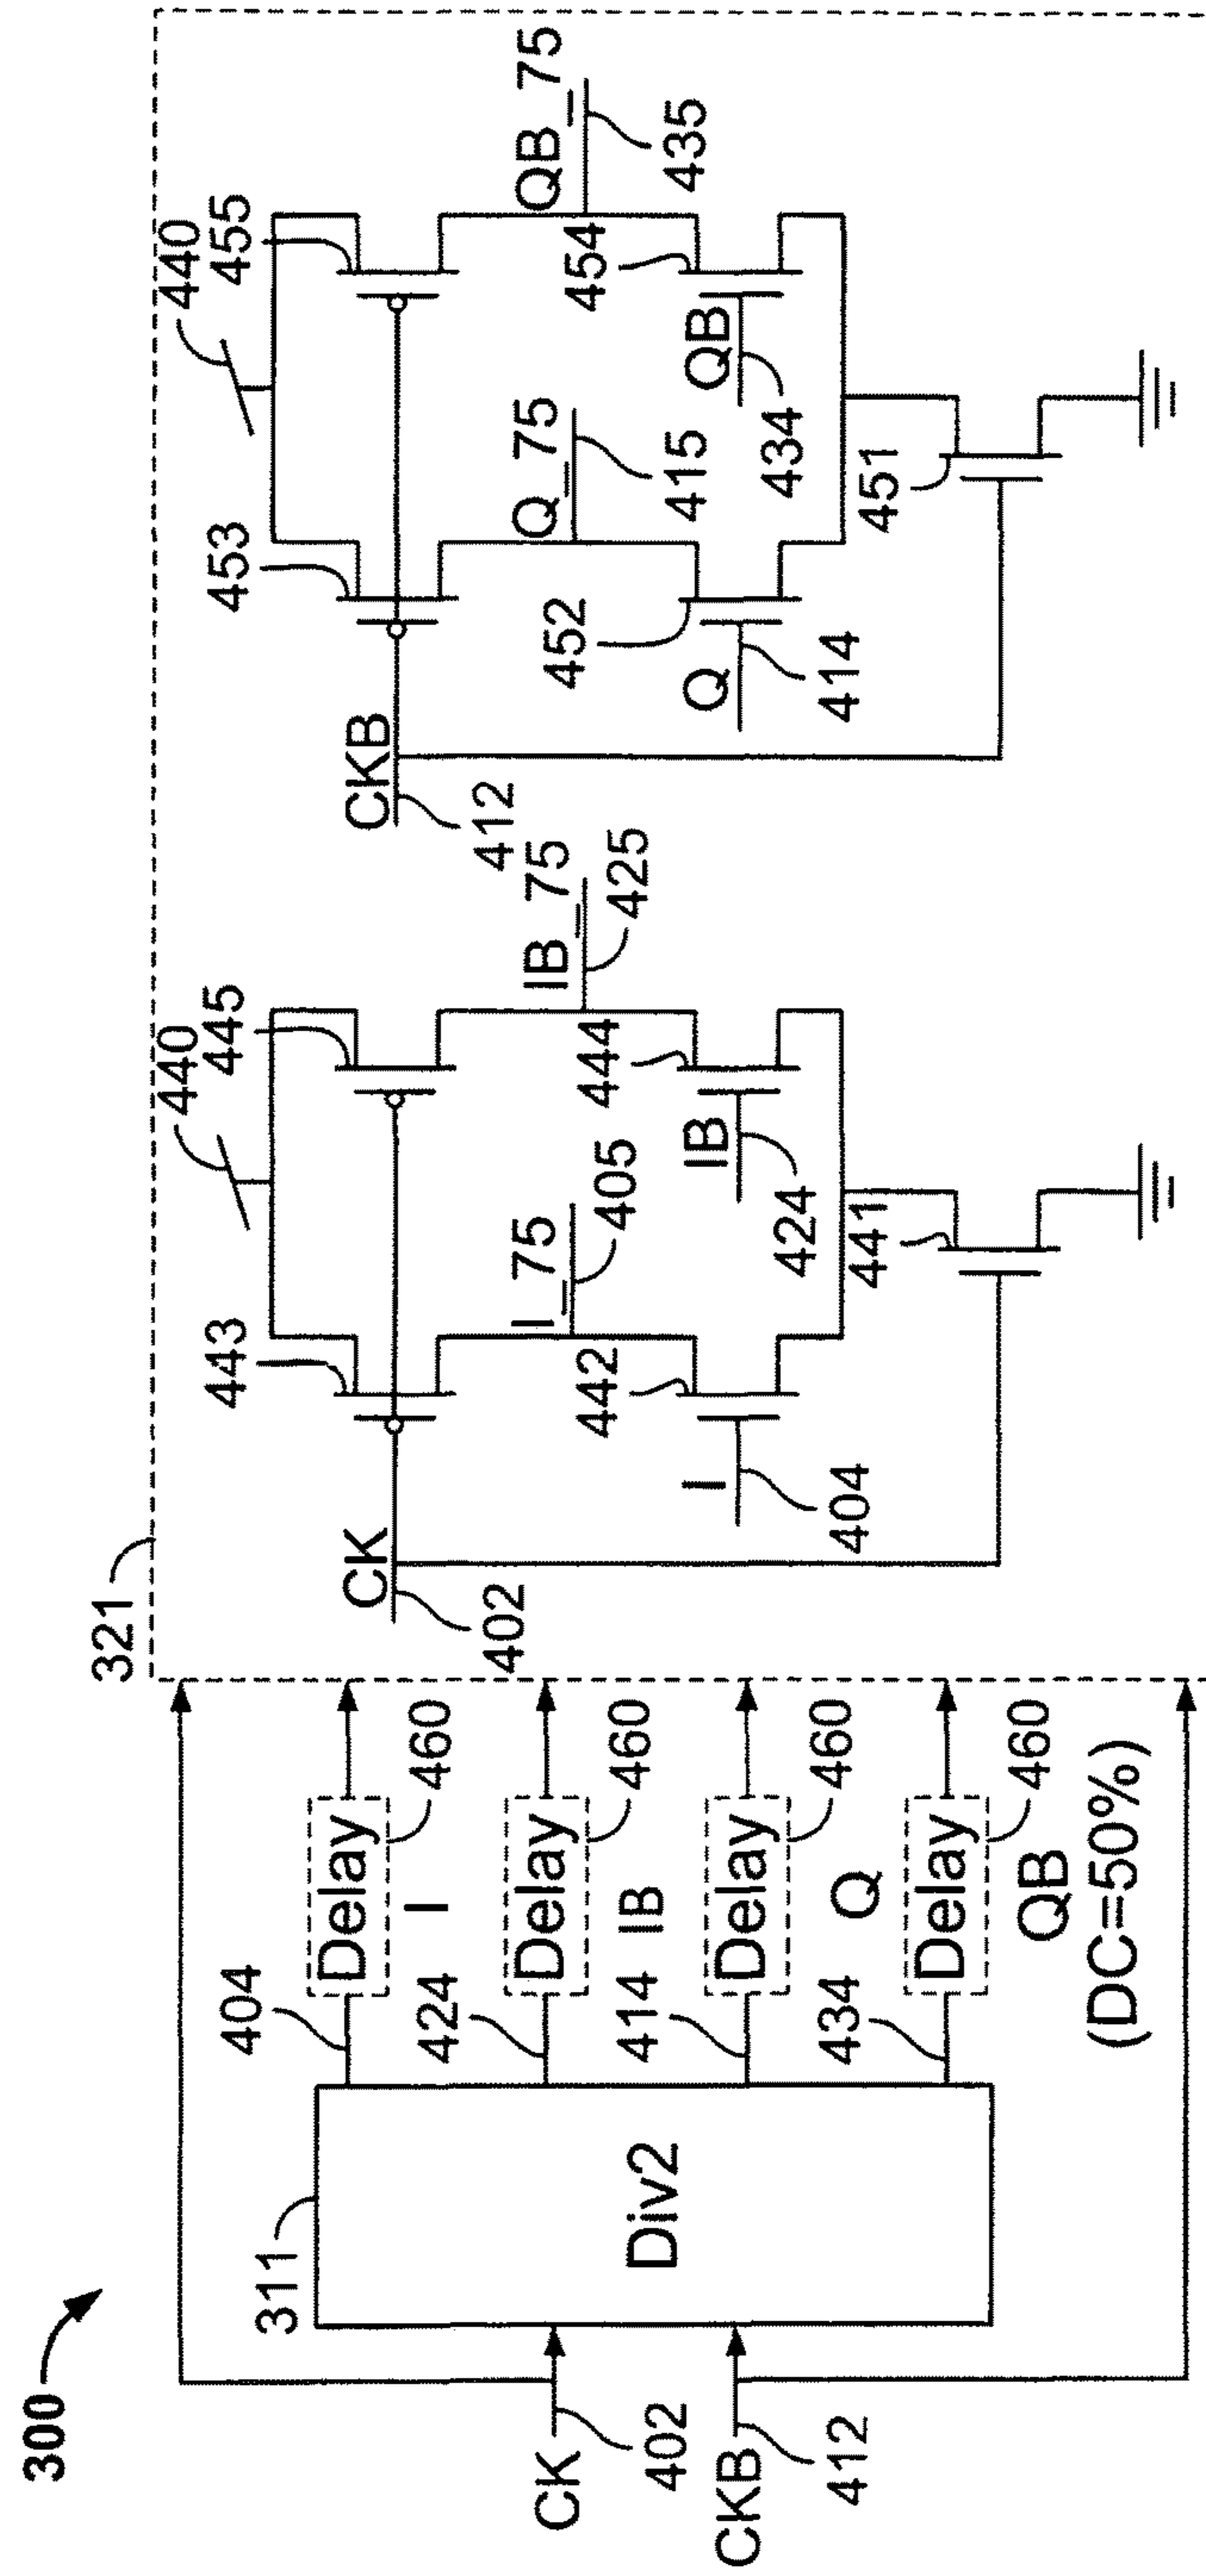 300
311
Div2
CK
402
CKB
412
404
Delay
460
I
424
Delay
460
IB
414
Delay
460
Q
434
Delay
460
QB
(DC=50%)
321
CK
402
443
440
445
I_75
405
IB_75
425
442
444
I
404
IB
424
441
CKB
412
453
440
455
Q_75
415
QB_75
435
452
454
Q
414
QB
434
451